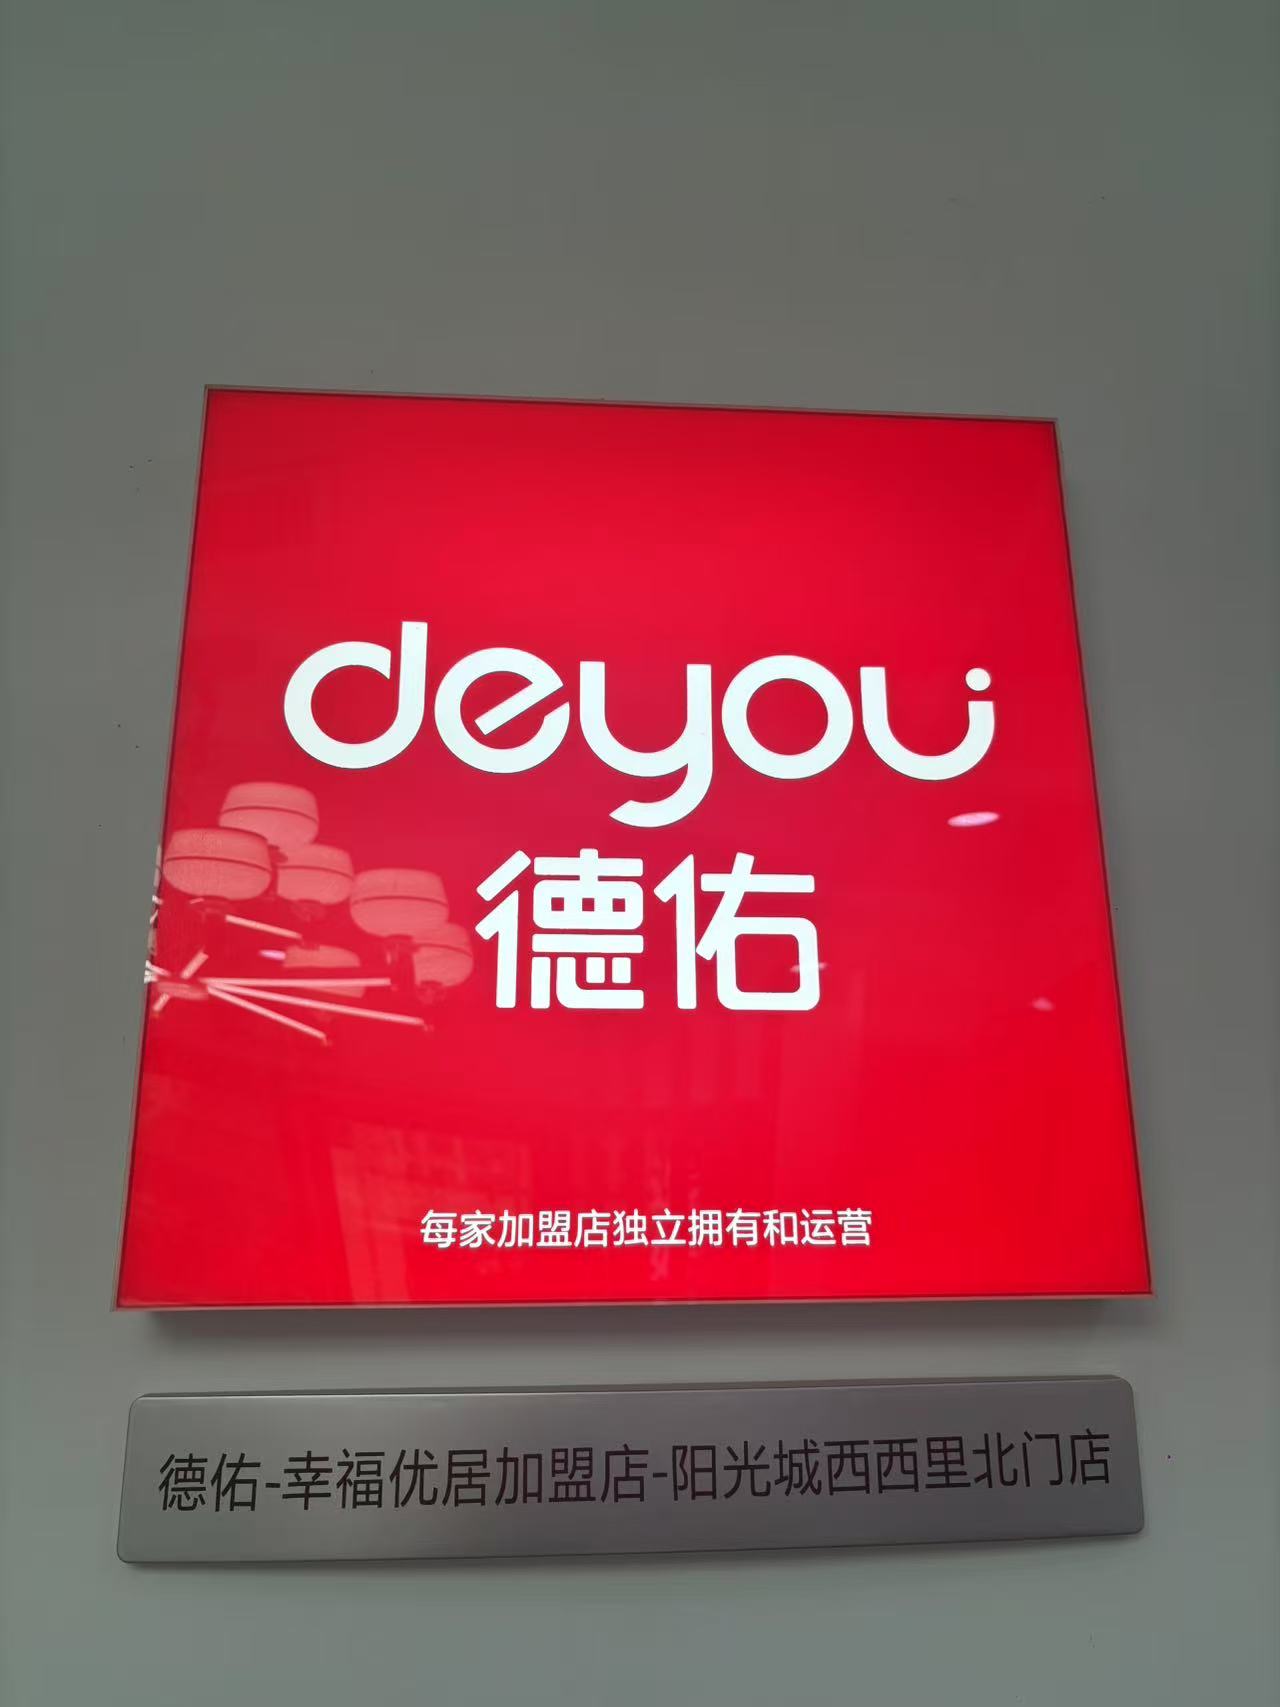 deyou
德佑
每家加盟店独立拥有和运营
德佑-幸福优居加盟店-阳光城西西里北门店